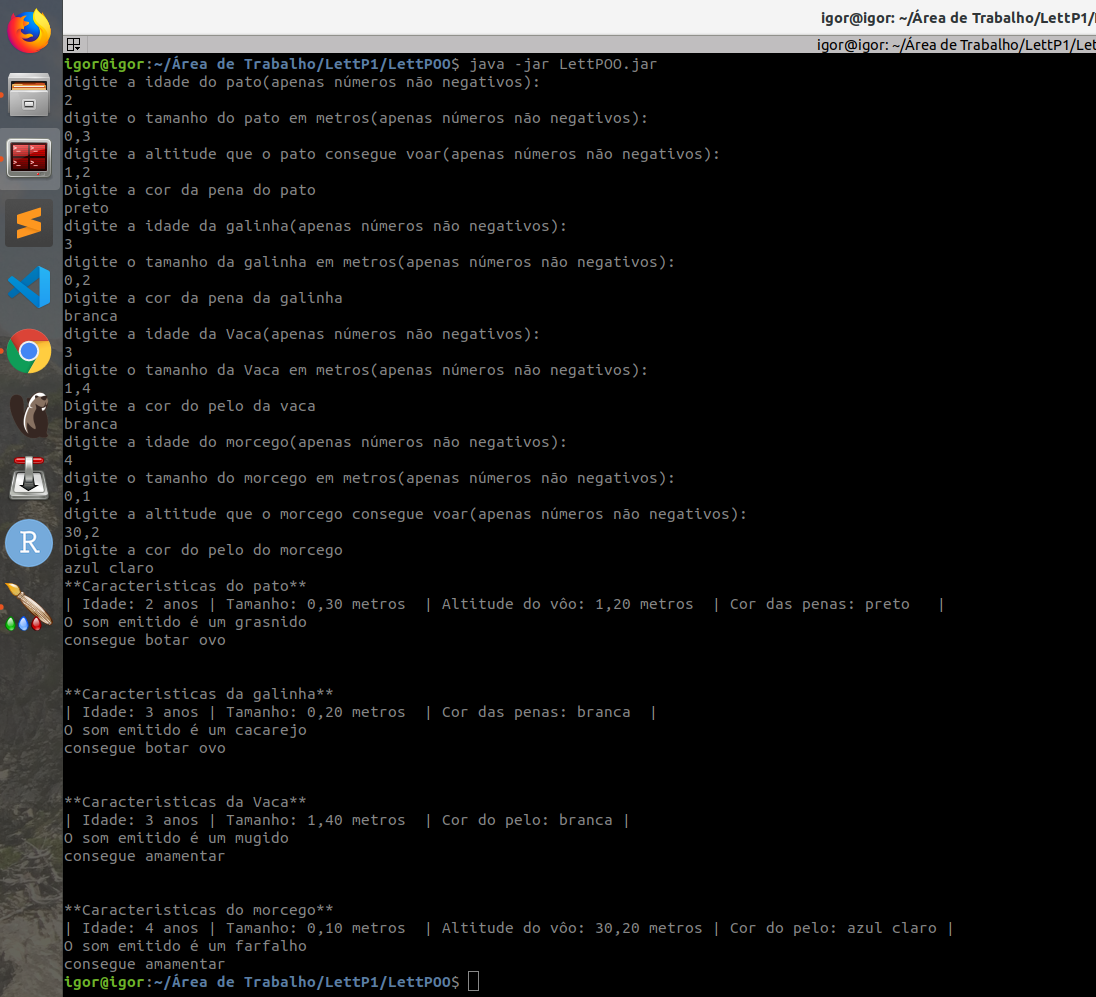 igor@igor: ~/Área de Trabalho/LettP1/
igor@igor: ~/Área de Trabalho/LettP1/Let
igor@igor:~/Área de Trabalho/LettP1/LettPOO$ java -jar LettPOO.jar
digite a idade do pato(apenas números não negativos):
2
digite o tamanho do pato em metros(apenas números não negativos):
0,3
digite a altitude que o pato consegue voar(apenas números não negativos):
1,2
Digite a cor da pena do pato
preto
digite a idade da galinha(apenas números não negativos):
3
digite o tamanho da galinha em metros(apenas números não negativos):
0,2
Digite a cor da pena da galinha
branca
digite a idade da Vaca(apenas números não negativos):
3
digite o tamanho da Vaca em metros(apenas números não negativos):
1,4
Digite a cor do pelo da vaca
branca
digite a idade do morcego(apenas números não negativos):
4
digite o tamanho do morcego em metros(apenas números não negativos):
0,1
digite a altitude que o morcego consegue voar(apenas números não negativos):
30,2
Digite a cor do pelo do morcego
azul claro
**Caracteristicas do pato**
| Idade: 2 anos | Tamanho: 0,30 metros  | Altitude do vôo: 1,20 metros  | Cor das penas: preto   |
O som emitido é um grasnido
consegue botar ovo
**Caracteristicas da galinha**
| Idade: 3 anos | Tamanho: 0,20 metros  | Cor das penas: branca  |
O som emitido é um cacarejo
consegue botar ovo
**Caracteristicas da Vaca**
| Idade: 3 anos | Tamanho: 1,40 metros  | Cor do pelo: branca |
O som emitido é um mugido
consegue amamentar
**Caracteristicas do morcego**
| Idade: 4 anos | Tamanho: 0,10 metros  | Altitude do vôo: 30,20 metros | Cor do pelo: azul claro |
O som emitido é um farfalho
consegue amamentar
igor@igor:~/Área de Trabalho/LettP1/LettPOO$
R